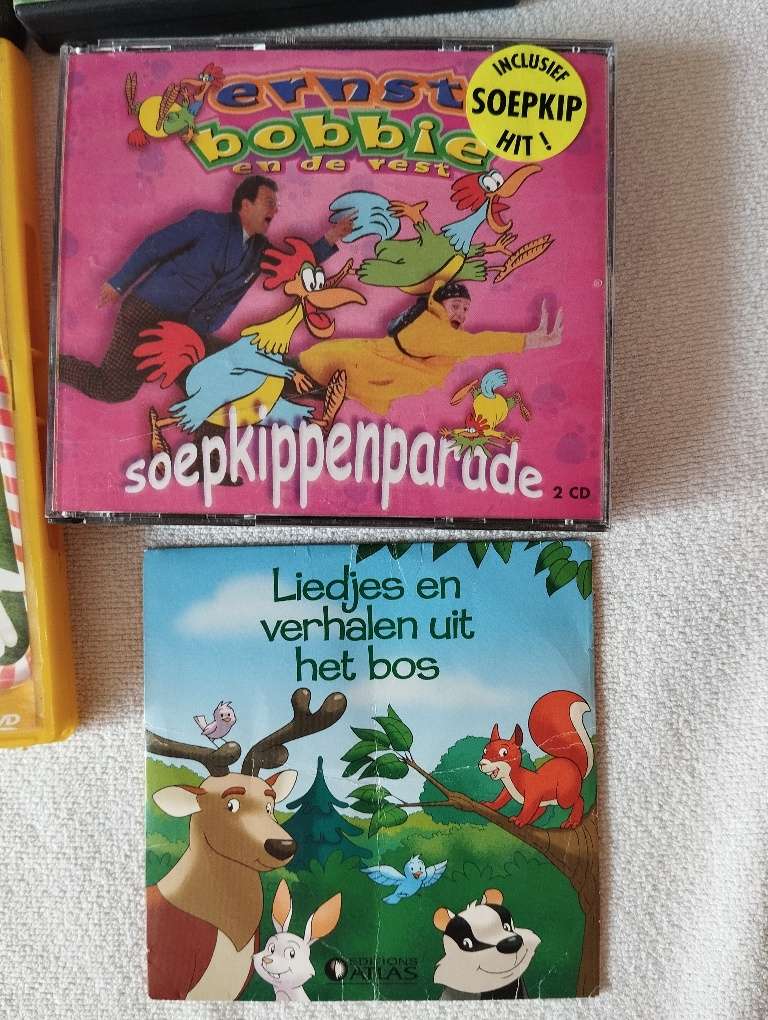 ernst
bobbie
en de rest
INCLUSIEF
SOEPKIP
HIT !
soepkippenparade
2 CD
Liedjes en
verhalen uit
het bos
EDITIONS
ATLAS